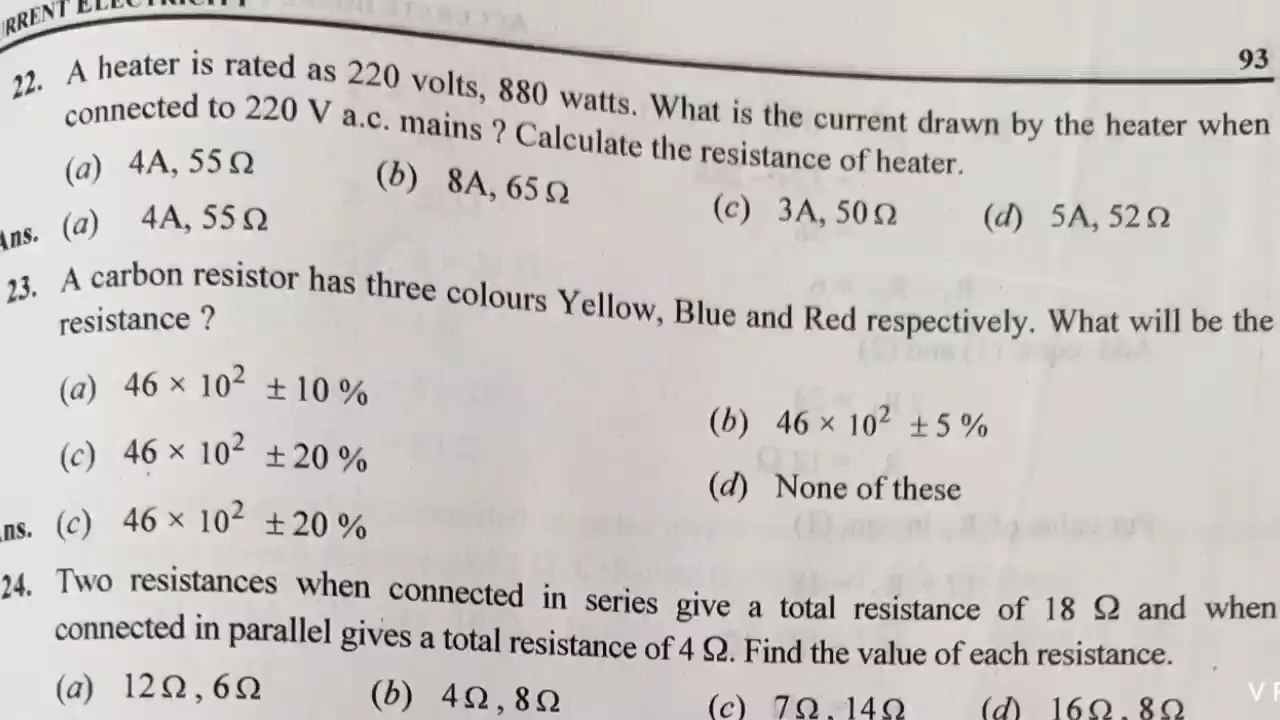 93
22. A heater is rated as 220 volts, 880 watts. What is the current drawn by the heater when
connected to 220 V a.c. mains ? Calculate the resistance of heater.
(a) 4A, 55 Ω (b) 8A, 65 Ω (c) 3A, 50 Ω (d) 5A, 52 Ω
Ans. (a) 4A, 55 Ω
23. A carbon resistor has three colours Yellow, Blue and Red respectively. What will be the
resistance ?
(a) 46 × 10² ± 10 % (b) 46 × 10² ± 5 %
(c) 46 × 10² ± 20 % (d) None of these
ns. (c) 46 × 10² ± 20 %
24. Two resistances when connected in series give a total resistance of 18 Ω and when
connected in parallel gives a total resistance of 4 Ω. Find the value of each resistance.
(a) 12 Ω , 6 Ω (b) 4 Ω , 8 Ω (c) 7 Ω , 14 Ω (d) 16 Ω , 8 Ω